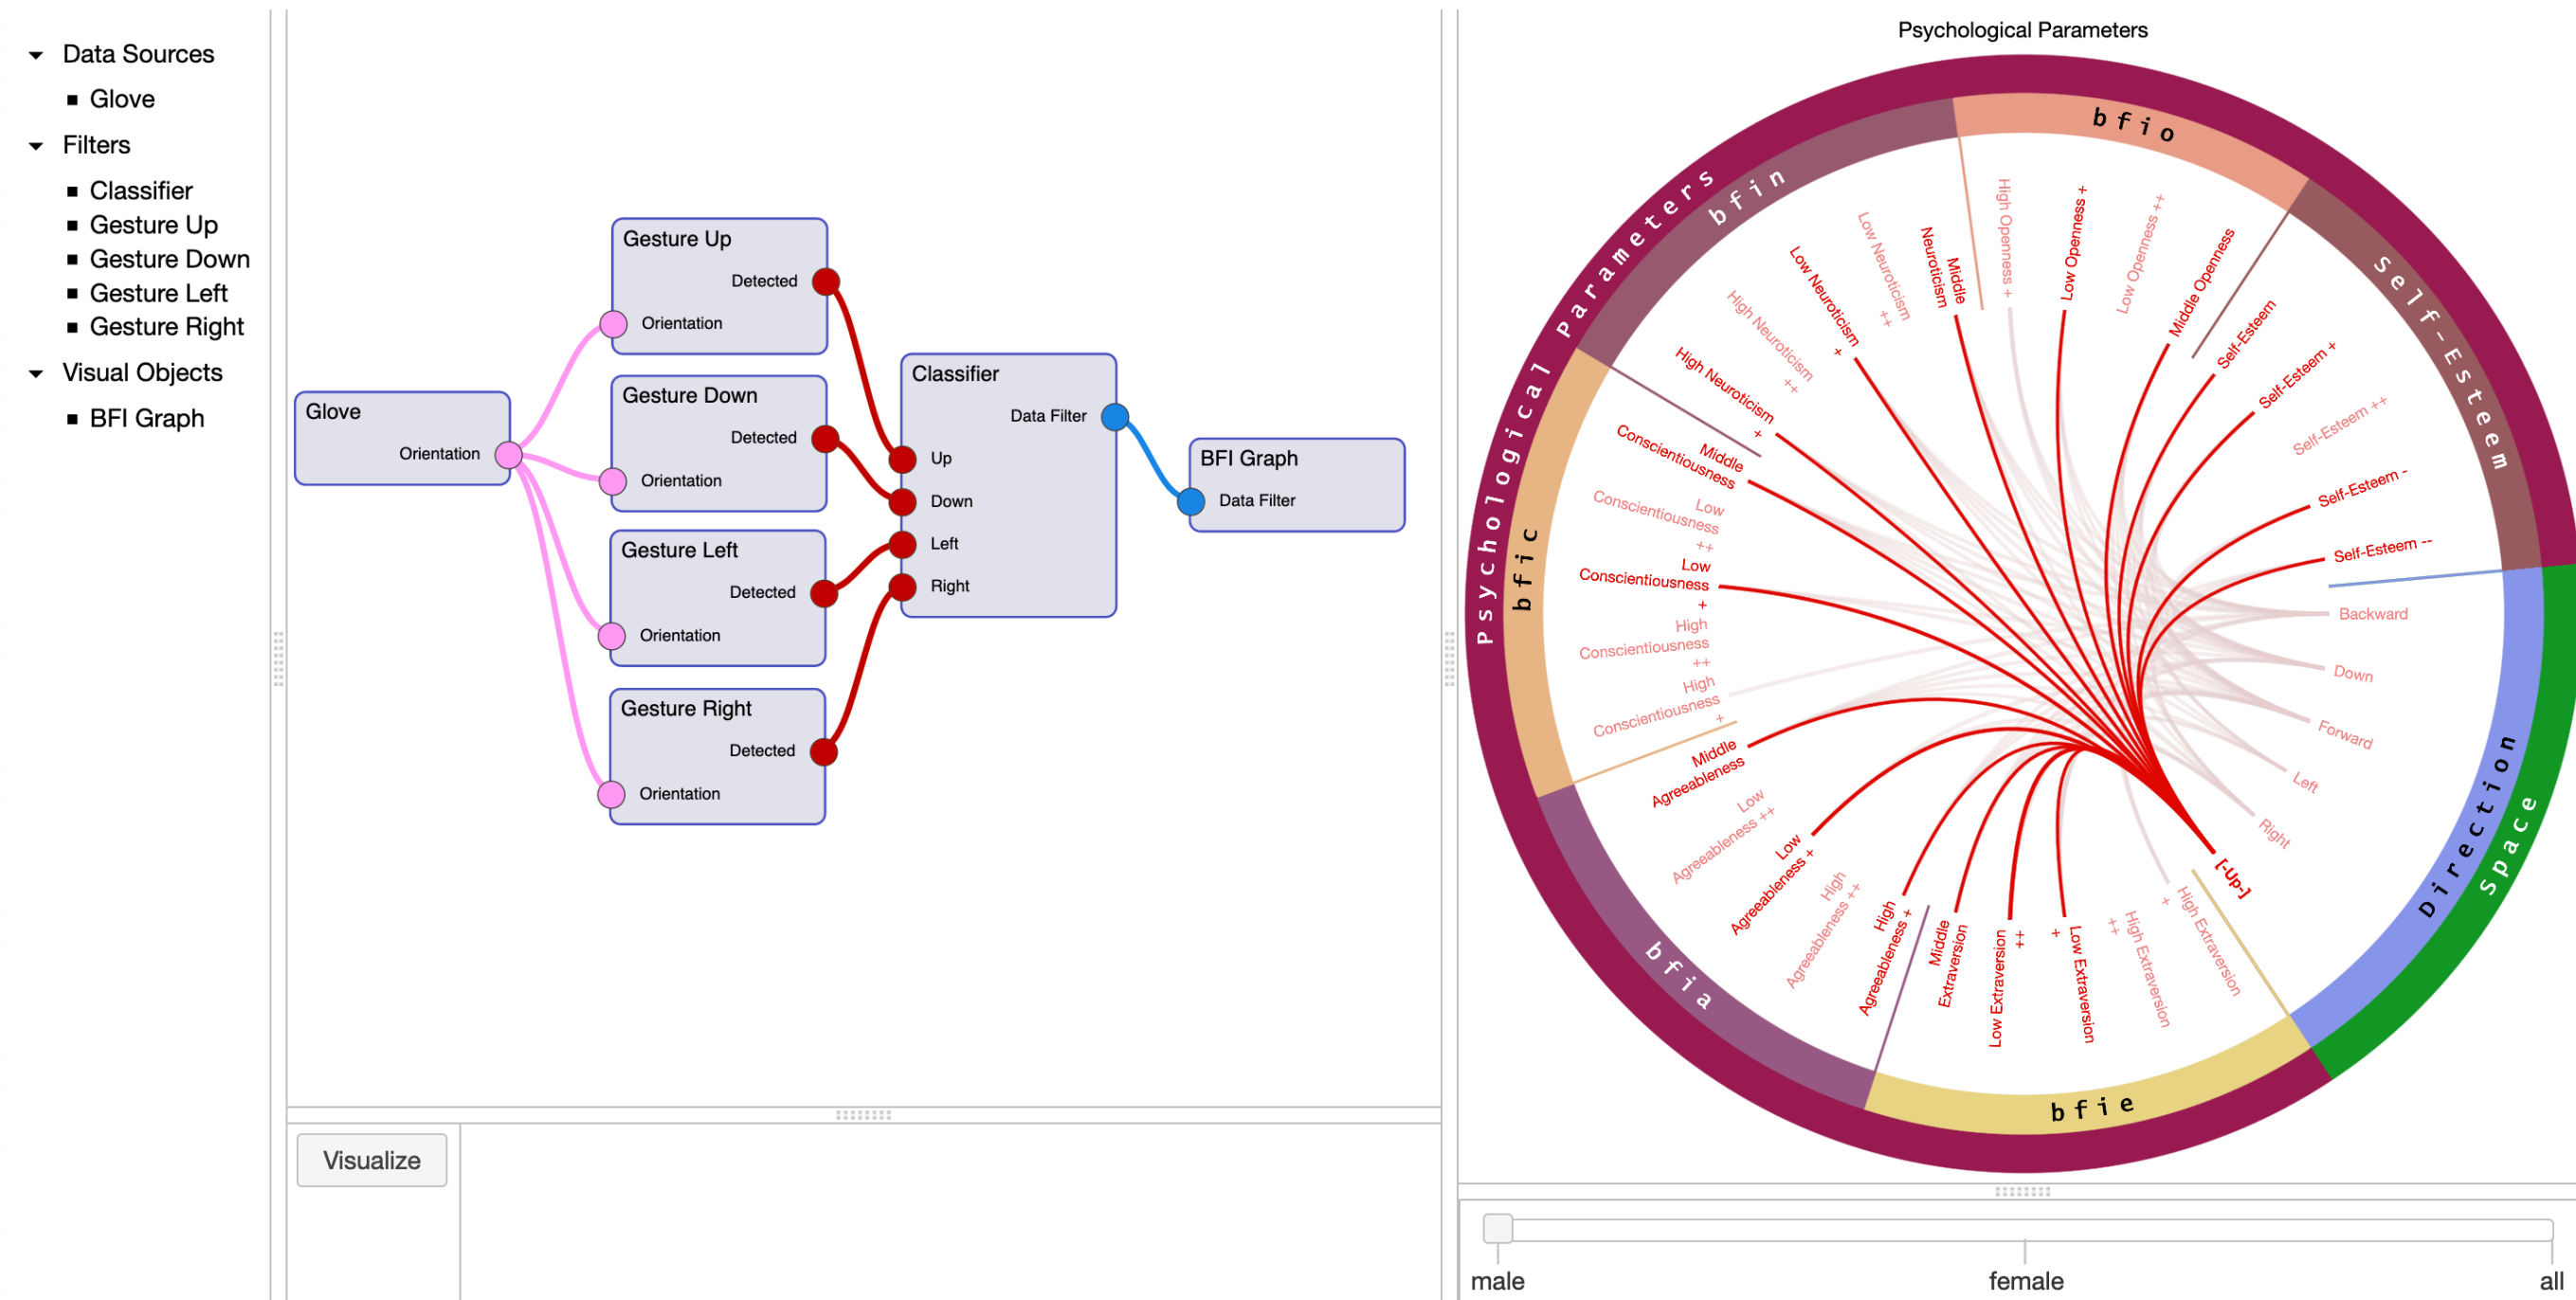 Data Sources
Glove
Filters
Classifier
Gesture Up
Gesture Down
Gesture Left
Gesture Right
Visual Objects
BFI Graph
Glove
Orientation
Gesture Up
Detected
Orientation
Gesture Down
Detected
Orientation
Gesture Left
Detected
Orientation
Gesture Right
Detected
Orientation
Classifier
Data Filter
Up
Down
Left
Right
BFI Graph
Data Filter
Visualize
Psychological Parameters
Psychological Parameters
bfin
bfio
Self-Esteem
bfic
bfia
bfie
Direction
Space
High Openness +
Low Openness +
Low Openness ++
Middle Openness
Self-Esteem
Self-Esteem +
Self-Esteem ++
Self-Esteem -
Self-Esteem --
Backward
Down
Forward
Left
Right
[-Up-]
High Extraversion
+
High Extraversion
++
Low Extraversion
+
Low Extraversion
++
Middle
Extraversion
High
Agreeableness +
High
Agreeableness ++
Low
Agreeableness +
Low
Agreeableness ++
Middle
Agreeableness
High
Conscientiousness
+
High
Conscientiousness
++
Low
Conscientiousness
+
Low
Conscientiousness
++
Middle
Conscientiousness
High Neuroticism
+
High Neuroticism
++
Low Neuroticism
+
Low Neuroticism
++
Middle
Neuroticism
male
female
all